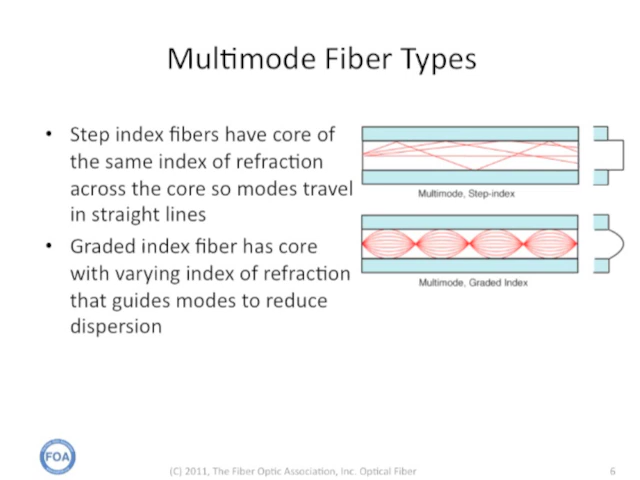 Multimode Fiber Types
• Step index fibers have core of
the same index of refraction
across the core so modes travel
in straight lines
• Graded index fiber has core
with varying index of refraction
that guides modes to reduce
dispersion
Multimode, Step-index
Multimode, Graded Index
FOA
(C) 2011, The Fiber Optic Association, Inc. Optical Fiber
6